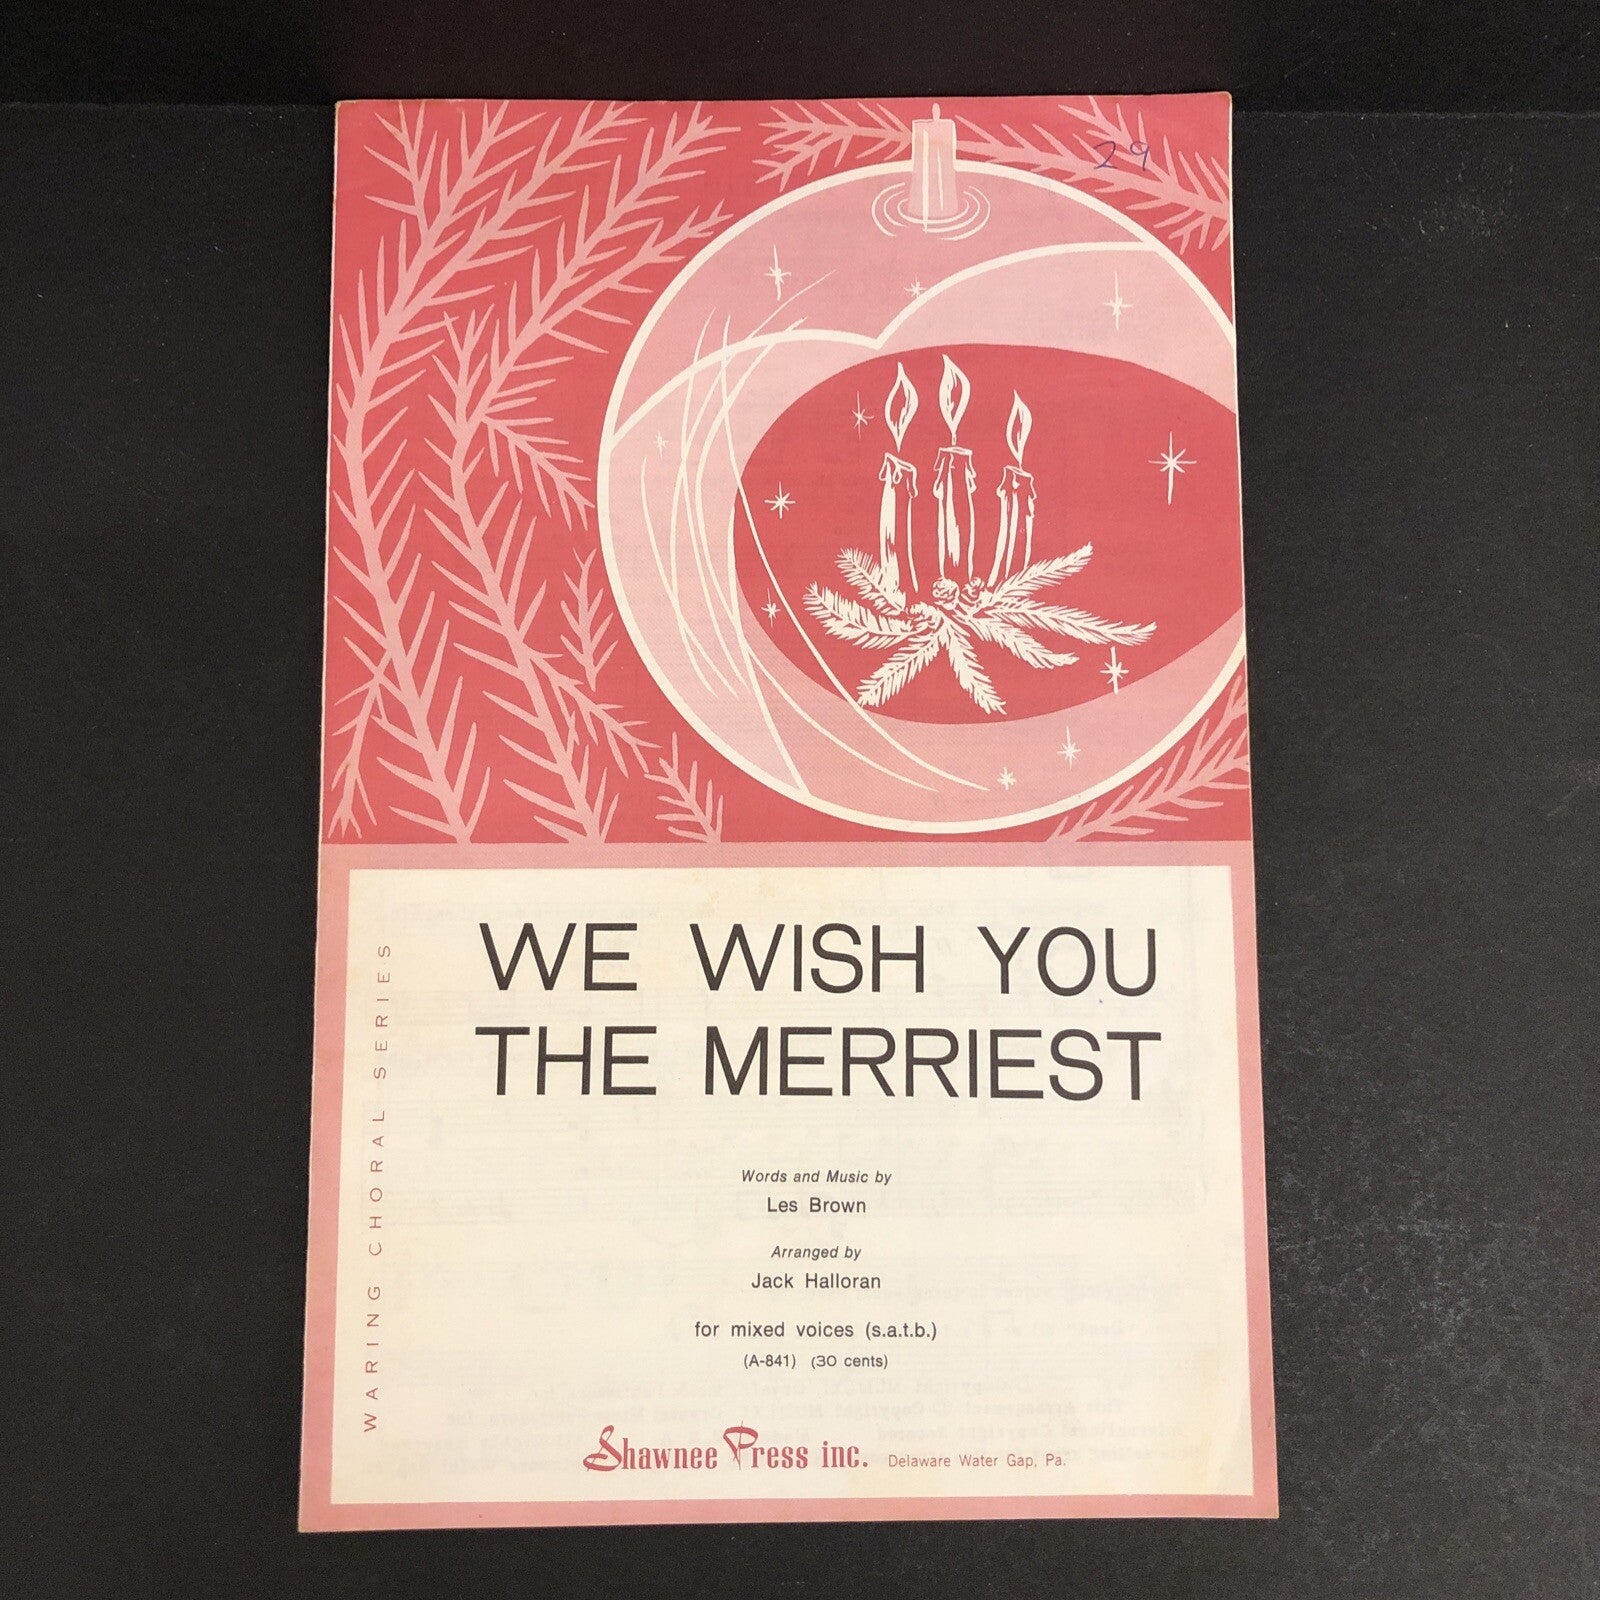 29
WE WISH YOU
THE MERRIEST
WARING CHORAL SERIES
Words and Music by
Les Brown
Arranged by
Jack Halloran
for mixed voices (s.a.t.b.)
(A-841) (30 cents)
Shawnee Press inc. Delaware Water Gap, Pa.